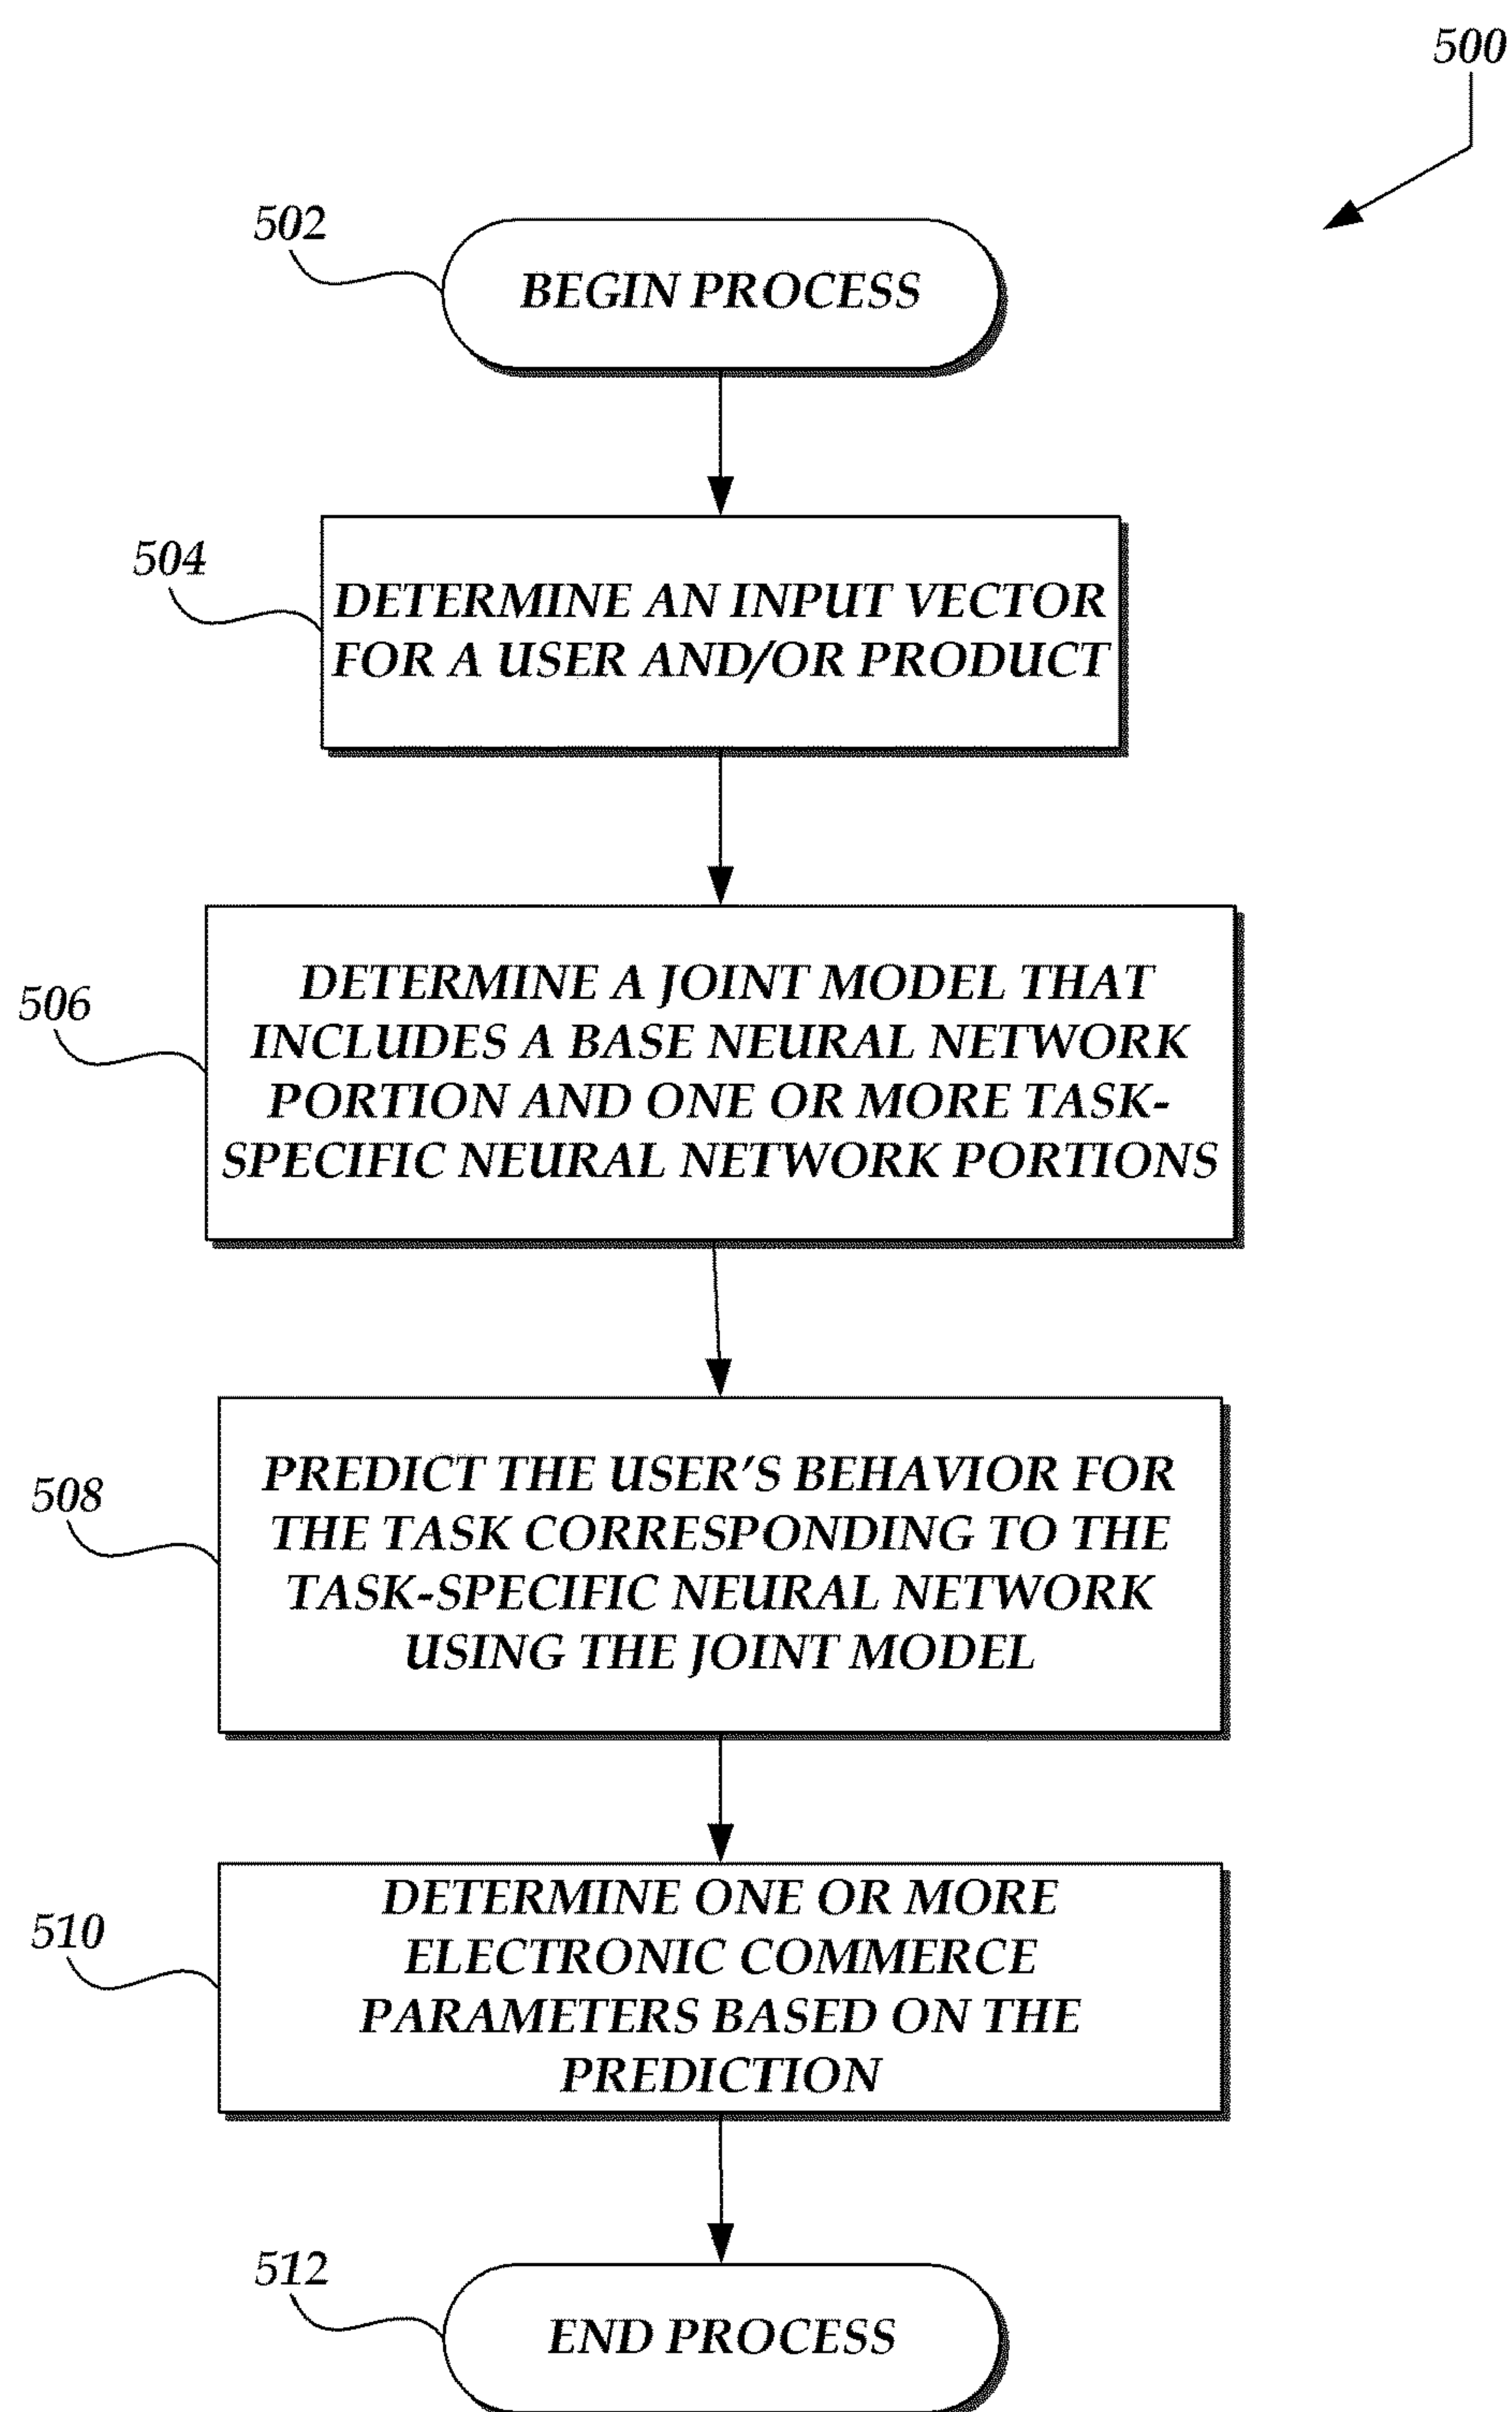 500
502
BEGIN PROCESS
504
DETERMINE AN INPUT VECTOR
FOR A USER AND/OR PRODUCT
506
DETERMINE A JOINT MODEL THAT
INCLUDES A BASE NEURAL NETWORK
PORTION AND ONE OR MORE TASK-
SPECIFIC NEURAL NETWORK PORTIONS
508
PREDICT THE USER'S BEHAVIOR FOR
THE TASK CORRESPONDING TO THE
TASK-SPECIFIC NEURAL NETWORK
USING THE JOINT MODEL
510
DETERMINE ONE OR MORE
ELECTRONIC COMMERCE
PARAMETERS BASED ON THE
PREDICTION
512
END PROCESS